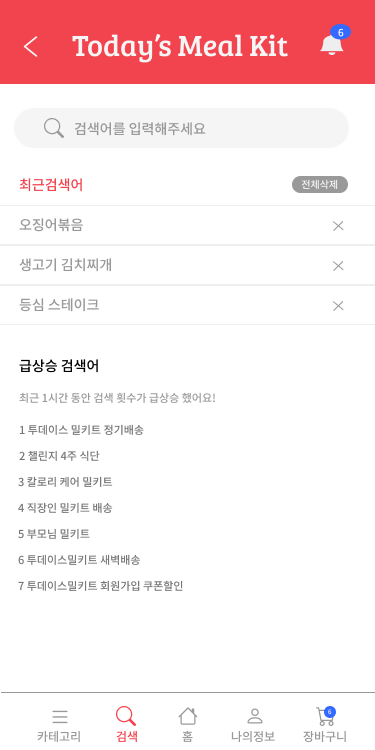 Today's Meal Kit
6
검색어를 입력해주세요
최근검색어
전체삭제
오징어볶음
생고기 김치찌개
등심 스테이크
급상승 검색어
최근 1시간 동안 검색 횟수가 급상승 했어요!
1 투데이스 밀키트 정기배송
2 챌린지 4주 식단
3 칼로리 케어 밀키트
4 직장인 밀키트 배송
5 부모님 밀키트
6 투데이스밀키트 새벽배송
7 투데이스밀키트 회원가입 쿠폰할인
6
카테고리 검색 홈 나의정보 장바구니